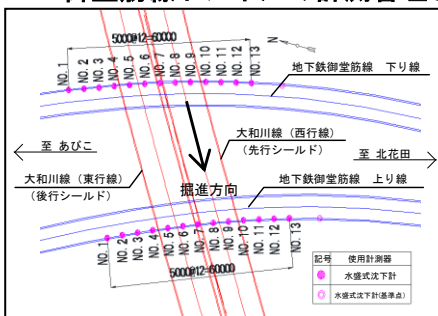 5000@12=60000
NO. 1
NO. 2
NO. 3
NO. 4
NO. 5
NO. 6
NO. 7
NO. 8
NO. 9
NO. 10
NO. 11
NO. 12
NO. 13
N
地下鉄御堂筋線 下り線
至 あびこ
大和川線（西行線）
（先行シールド）
至 北花田
大和川線（東行線）
（後行シールド）
掘進方向
地下鉄御堂筋線 上り線
NO. 1
NO. 2
NO. 3
NO. 4
NO. 5
NO. 6
NO. 7
NO. 8
NO. 9
NO. 10
NO. 11
NO. 12
NO. 13
5000@12=60000
記号 使用計測器
水盛式沈下計
水盛式沈下計(基準点)